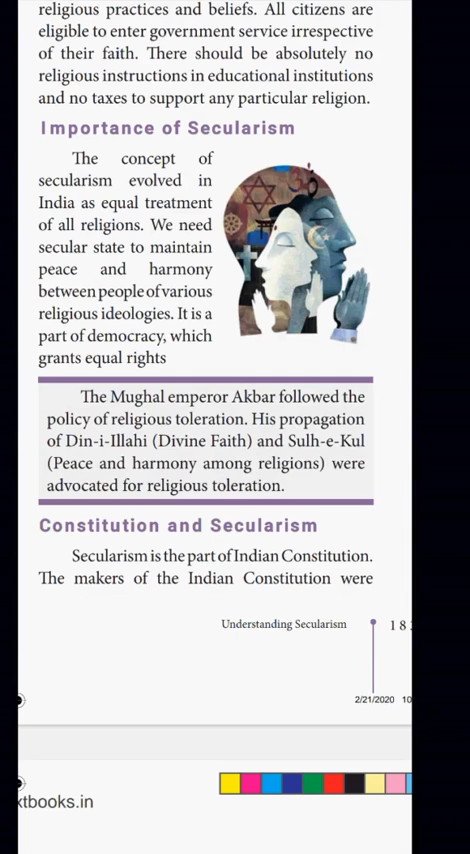 religious practices and beliefs. All citizens are
eligible to enter government service irrespective
of their faith. There should be absolutely no
religious instructions in educational institutions
and no taxes to support any particular religion.
Importance of Secularism
The concept of
secularism evolved in
India as equal treatment
of all religions. We need
secular state to maintain
peace and harmony
between people of various
religious ideologies. It is a
part of democracy, which
grants equal rights
The Mughal emperor Akbar followed the
policy of religious toleration. His propagation
of Din-i-Illahi (Divine Faith) and Sulh-e-Kul
(Peace and harmony among religions) were
advocated for religious toleration.
Constitution and Secularism
Secularism is the part of Indian Constitution.
The makers of the Indian Constitution were
Understanding Secularism 18
2/21/2020 10
xtbooks.in